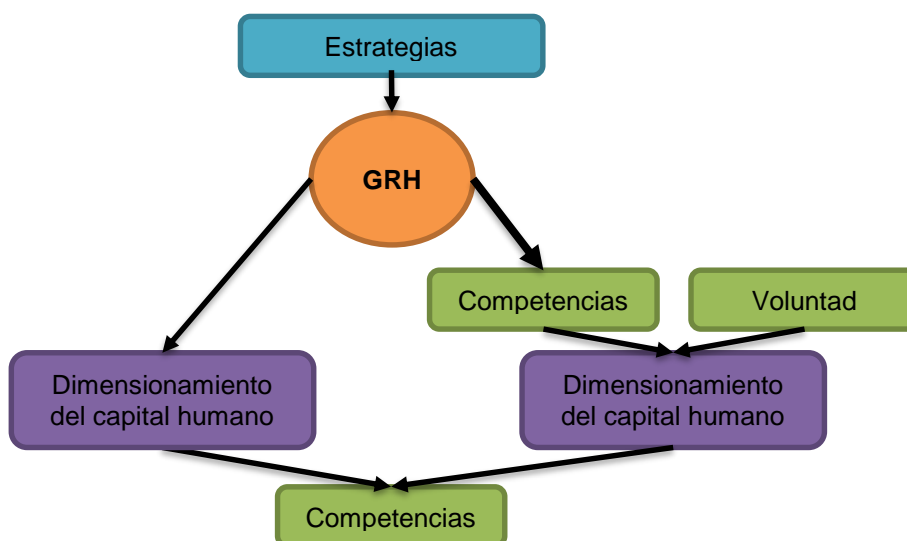 Estrategias
GRH
Competencias
Voluntad
Dimensionamiento
del capital humano
Dimensionamiento
del capital humano
Competencias